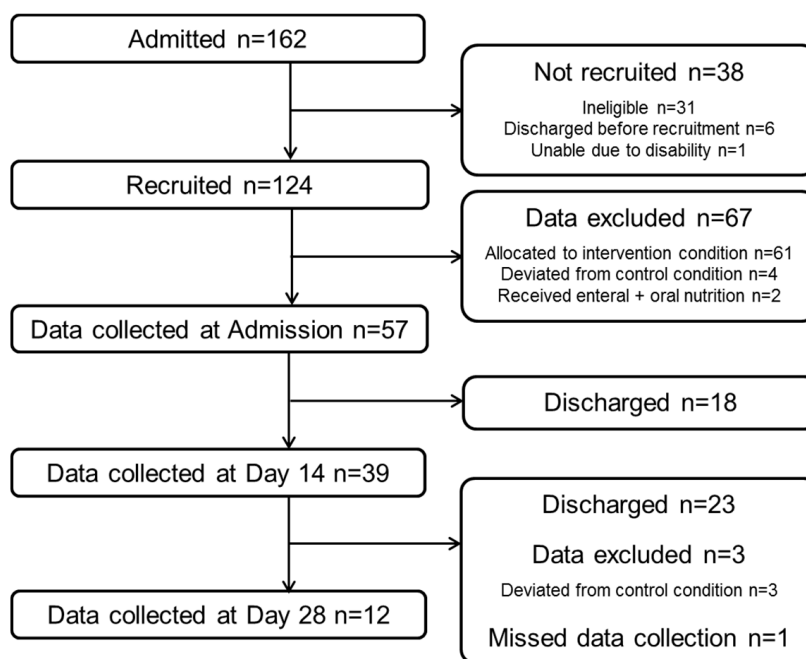 Admitted n=162
Not recruited n=38
Ineligible n=31
Discharged before recruitment n=6
Unable due to disability n=1
Recruited n=124
Data excluded n=67
Allocated to intervention condition n=61
Deviated from control condition n=4
Received enteral + oral nutrition n=2
Data collected at Admission n=57
Discharged n=18
Data collected at Day 14 n=39
Discharged n=23
Data excluded n=3
Deviated from control condition n=3
Missed data collection n=1
Data collected at Day 28 n=12